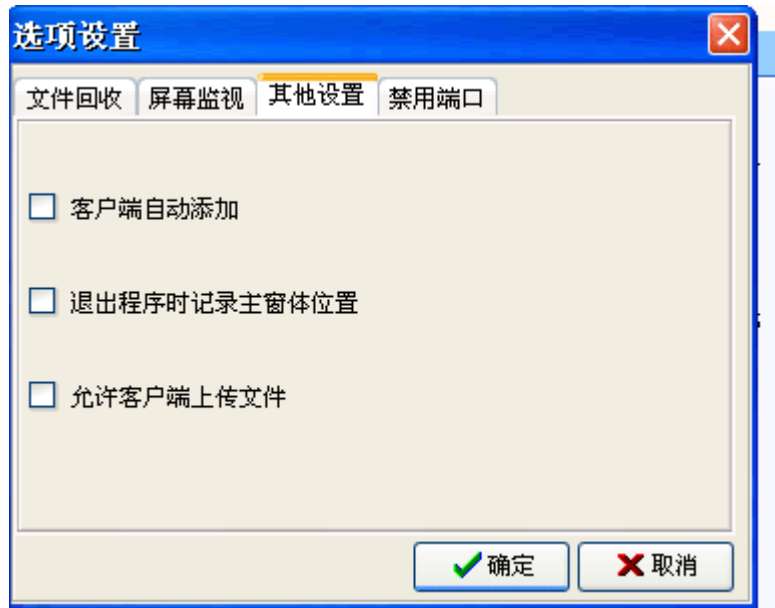 选项设置
文件回收 屏幕监视 其他设置 禁用端口
客户端自动添加
退出程序时记录主窗体位置
允许客户端上传文件
确定 取消